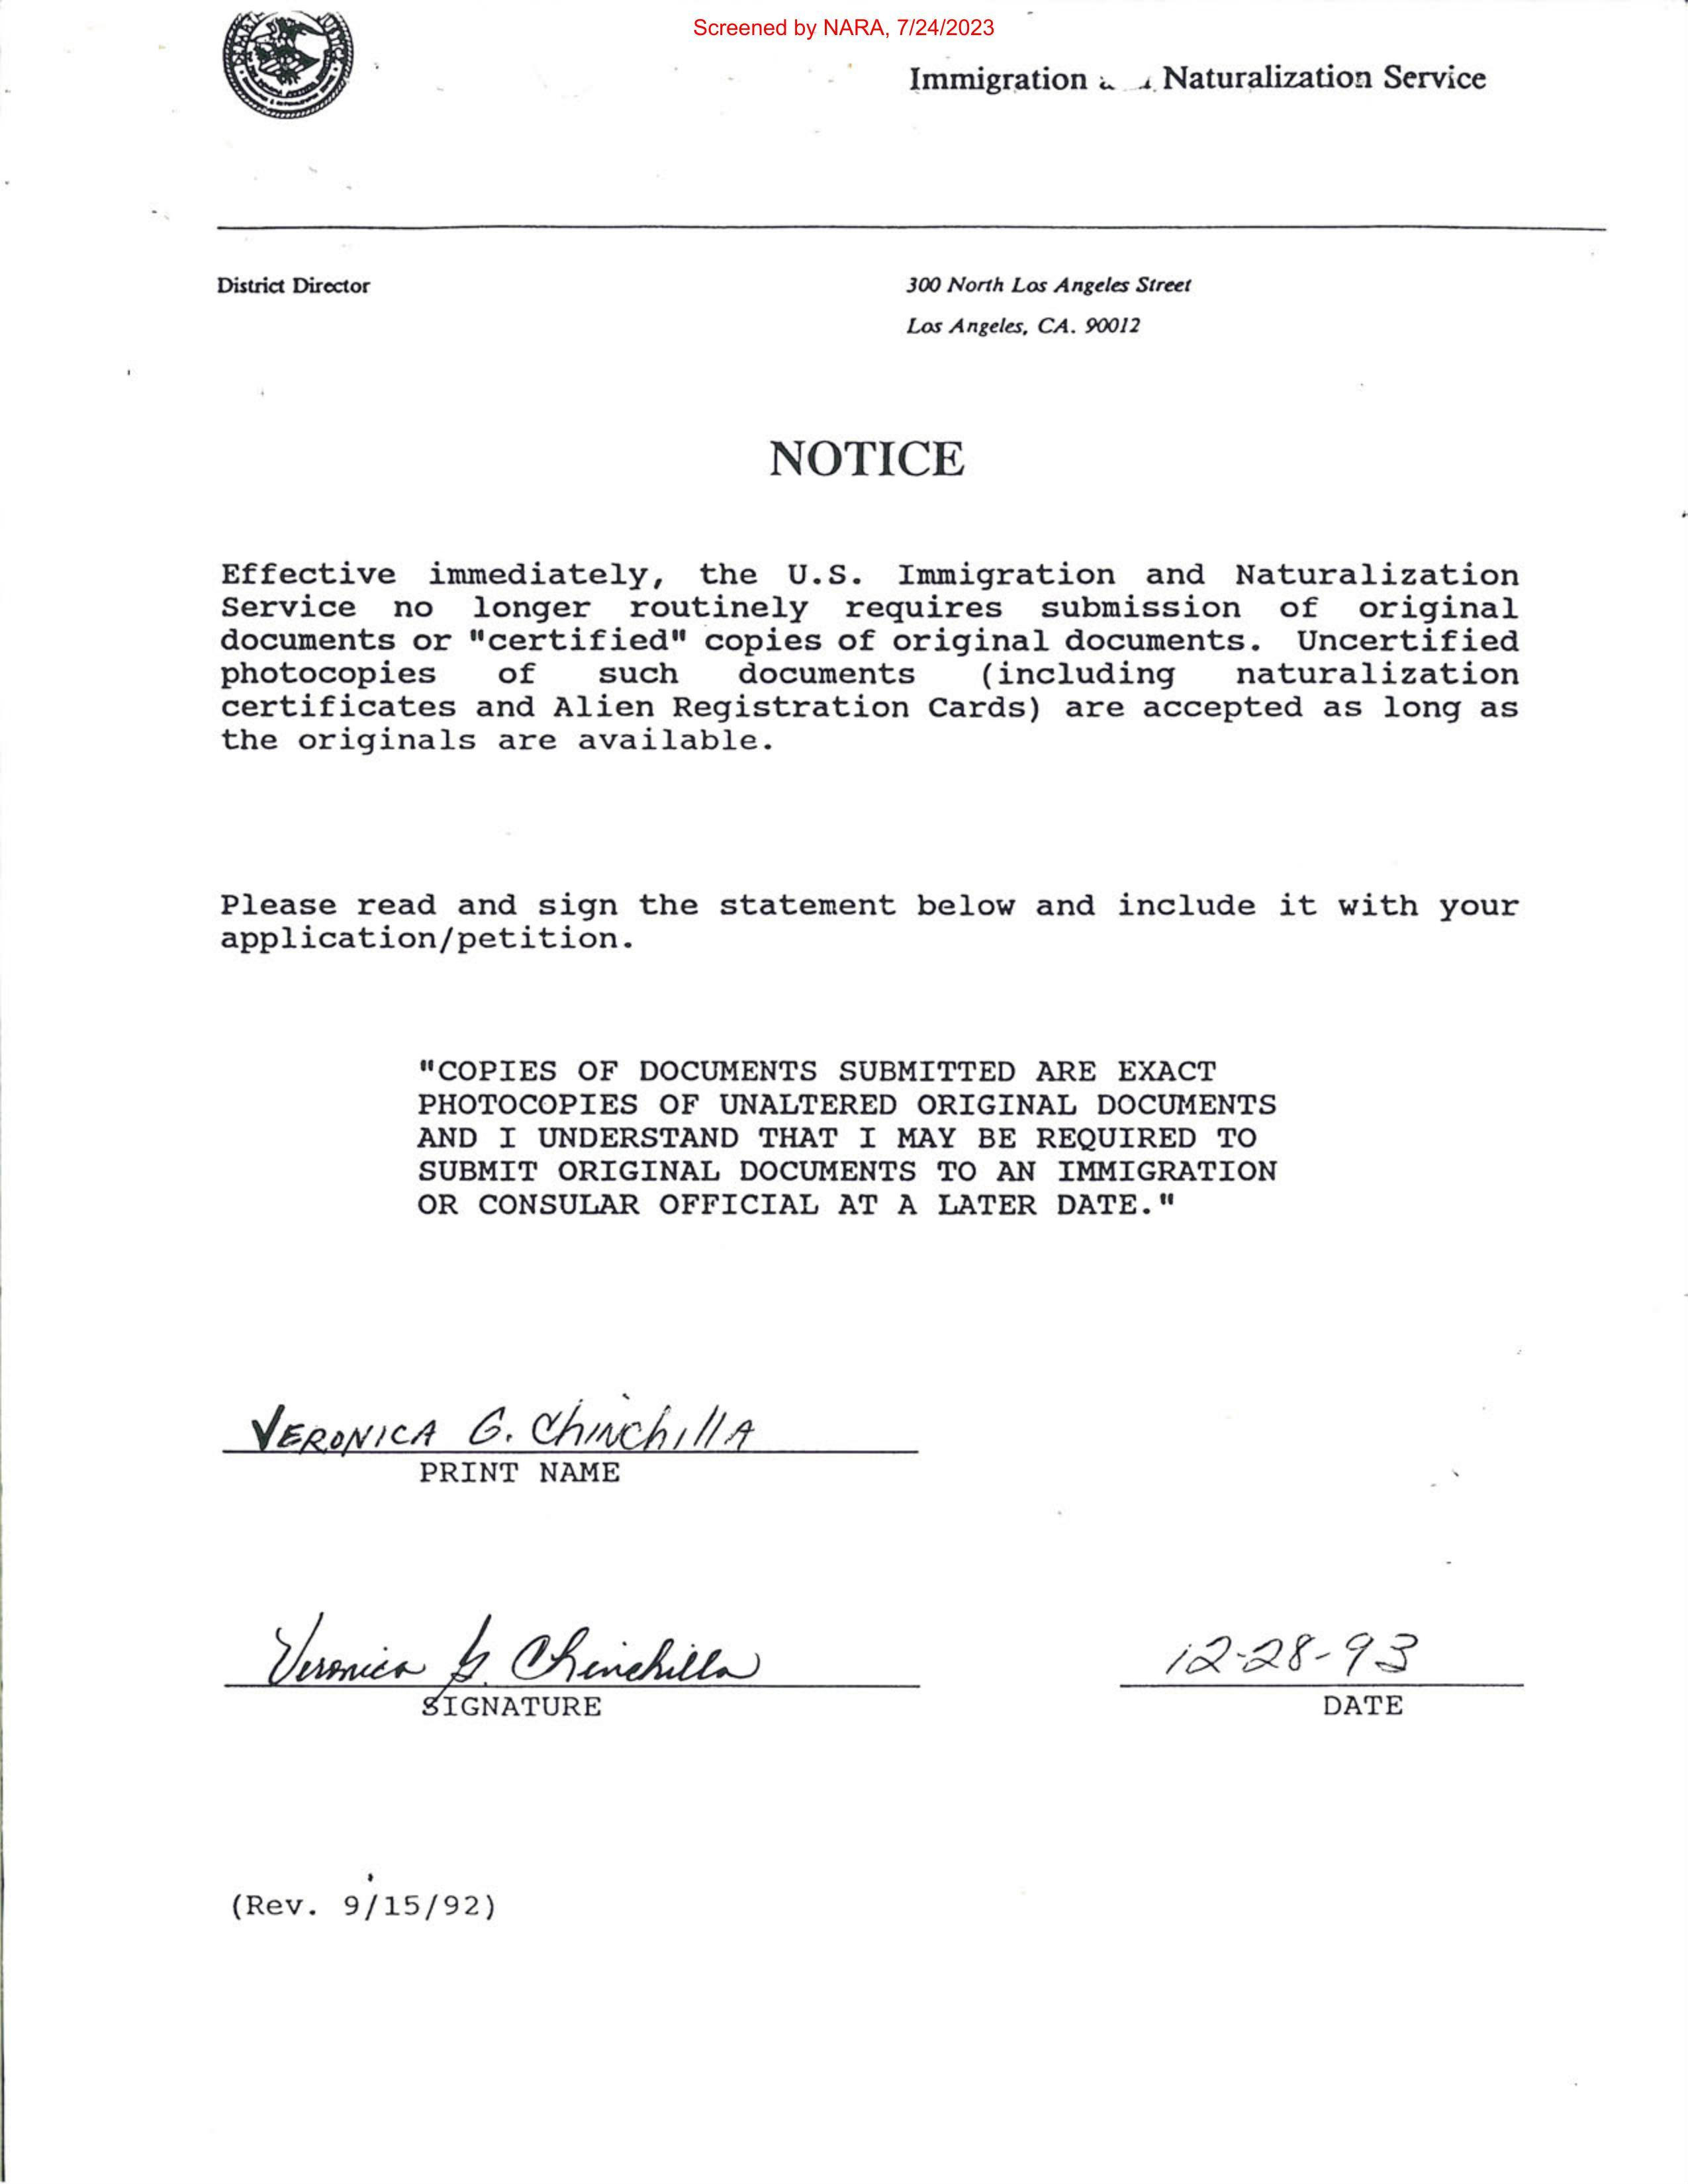 Screened by NARA, 7/24/2023
Immigration Naturalization Service
District Director
300 North Los Angeles Street
Los Angeles, CA. 90012
NOTICE
Effective immediately, the U.S. Immigration and Naturalization
Service no longer routinely requires submission of original
documents or "certified" copies of original documents. Uncertified
photocopies of such documents (including naturalization
certificates and Alien Registration Cards) are accepted as long as
the originals are available.
Please read and sign the statement below and include it with your
application/petition.
"COPIES OF DOCUMENTS SUBMITTED ARE EXACT
PHOTOCOPIES OF UNALTERED ORIGINAL DOCUMENTS
AND I UNDERSTAND THAT I MAY BE REQUIRED TO
SUBMIT ORIGINAL DOCUMENTS TO AN IMMIGRATION
OR CONSULAR OFFICIAL AT A LATER DATE."
VERONICA G. ChiNchillA
PRINT NAME
Veronica G. Chinchilla
SIGNATURE
12-28-93
DATE
(Rev. 9/15/92)